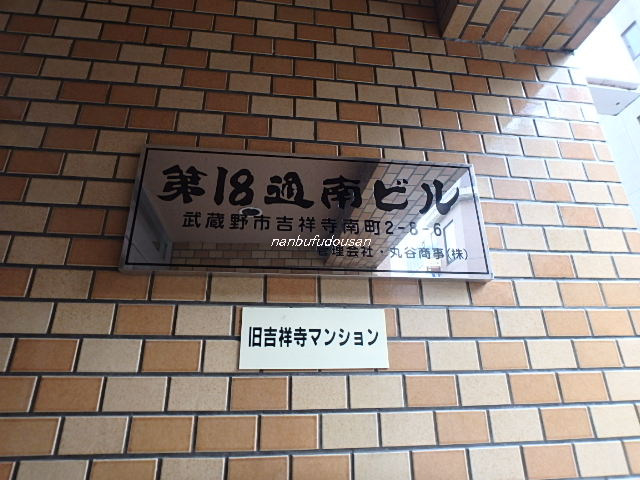 第18通南ビル
武蔵野市吉祥寺南町2-8-6
nanbufudousan
管理会社・丸谷商事(株)
旧吉祥寺マンション